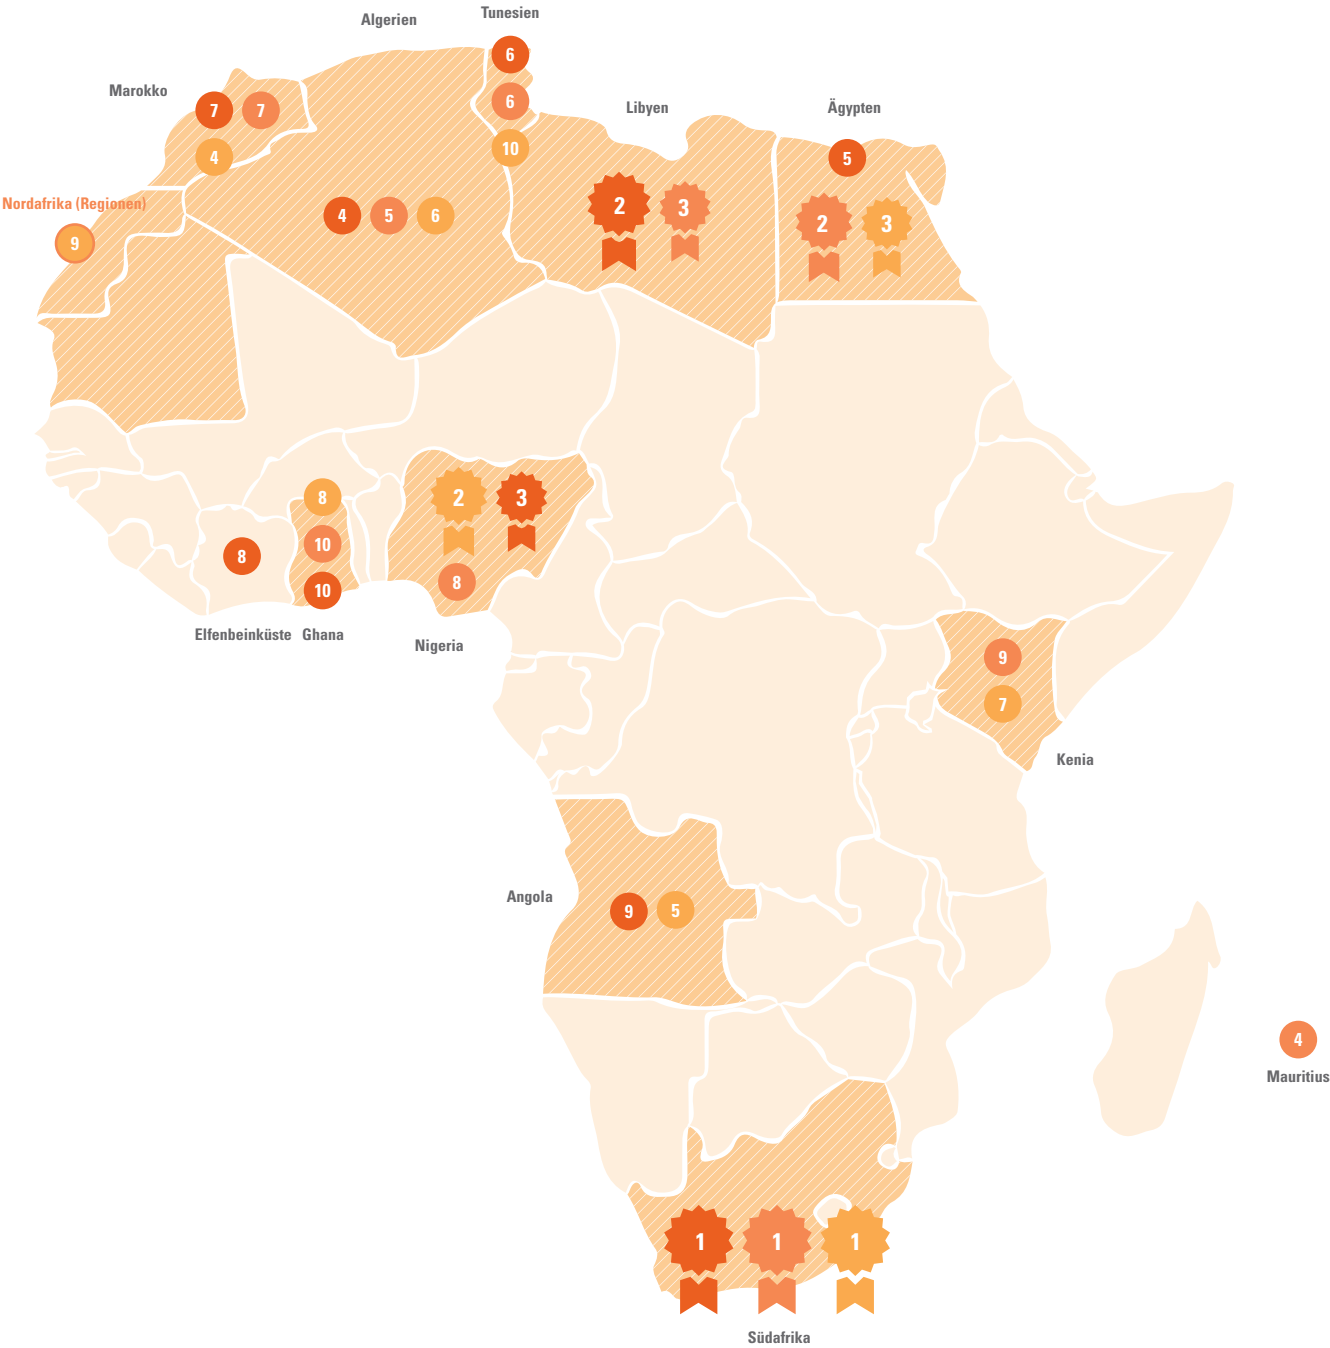 Tunesien
Algerien
6
Marokko
7
7
6
Libyen
Ägypten
4
10
5
Nordafrika (Regionen)
9
4
5
6
2
3
2
3
8
2
3
8
10
10
8
Elfenbeinküste
Ghana
Nigeria
9
7
Kenia
Angola
9
5
4
Mauritius
1
1
1
Südafrika